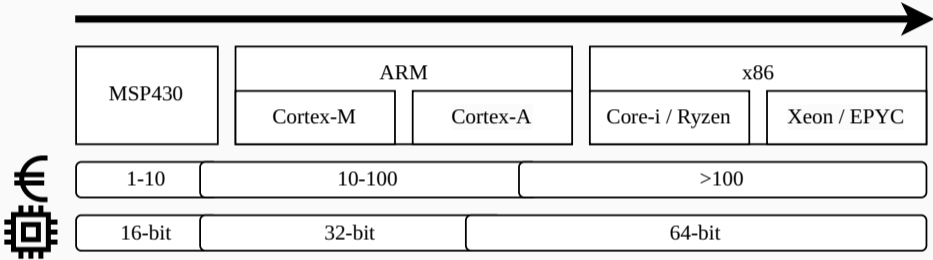 MSP430
ARM
Cortex-M
Cortex-A
x86
Core-i / Ryzen
Xeon / EPYC
€
1-10
10-100
>100
16-bit
32-bit
64-bit